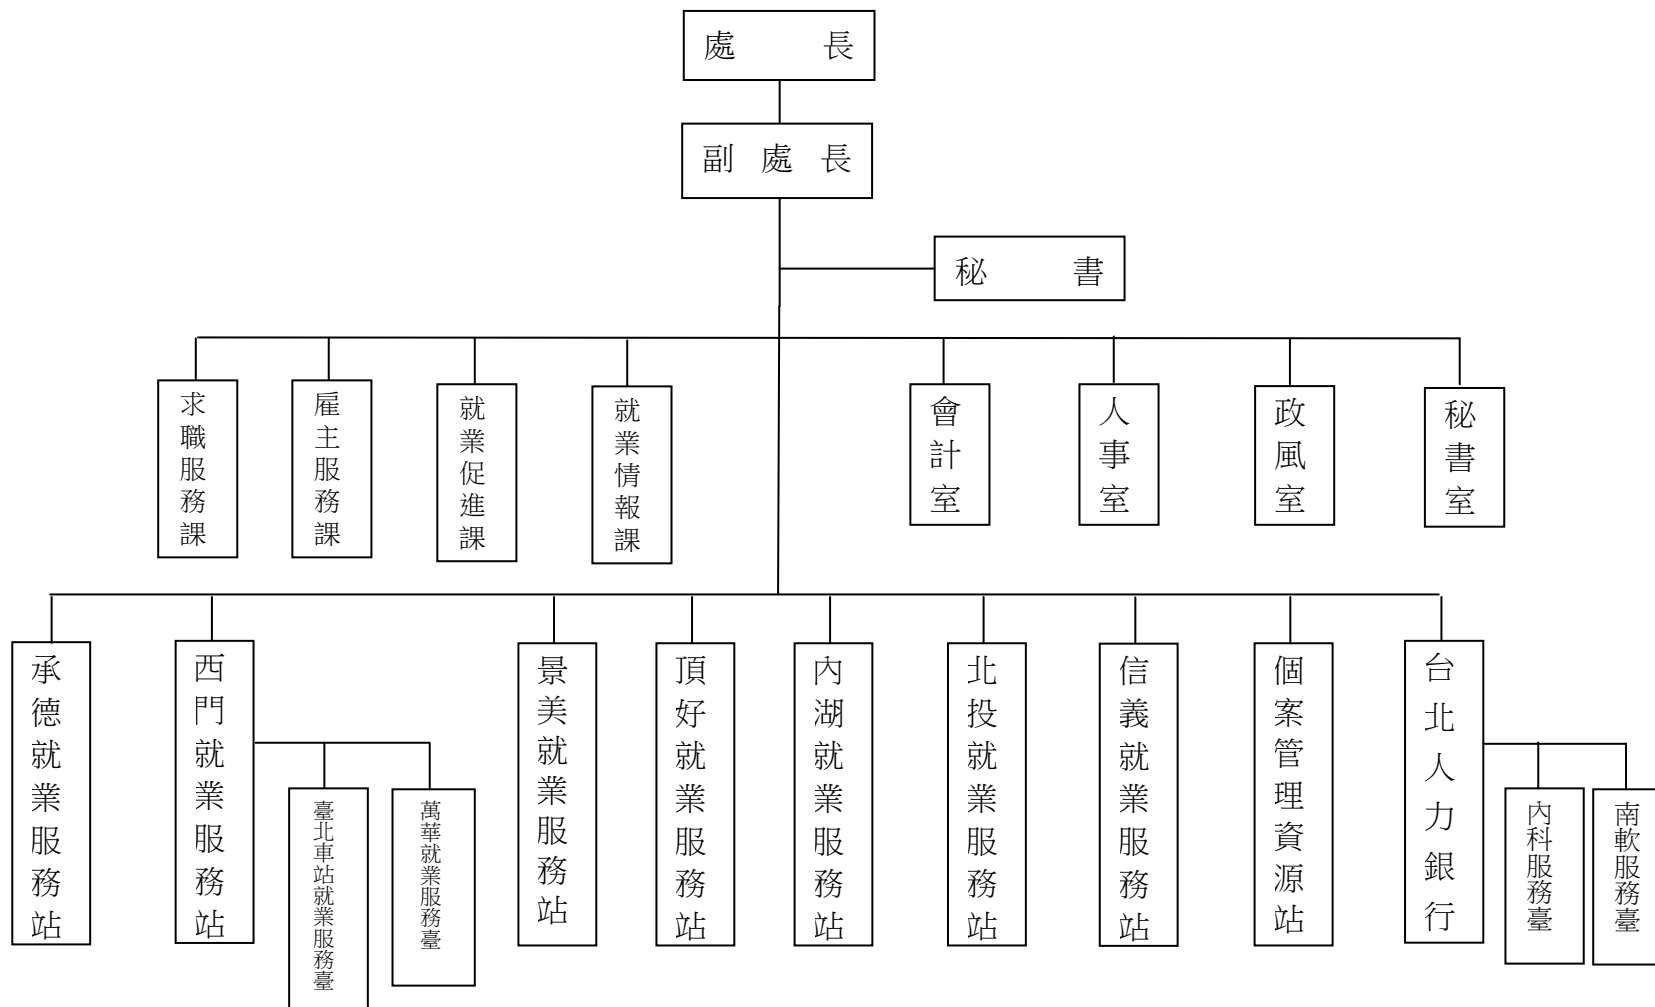 處長
副處長
秘書
求職服務課
雇主服務課
就業促進課
就業情報課
會計室
人事室
政風室
秘書室
承德就業服務站
西門就業服務站
臺北車站就業服務臺
萬華就業服務臺
景美就業服務站
頂好就業服務站
內湖就業服務站
北投就業服務站
信義就業服務站
個案管理資源站
台北人力銀行
內科服務臺
南軟服務臺